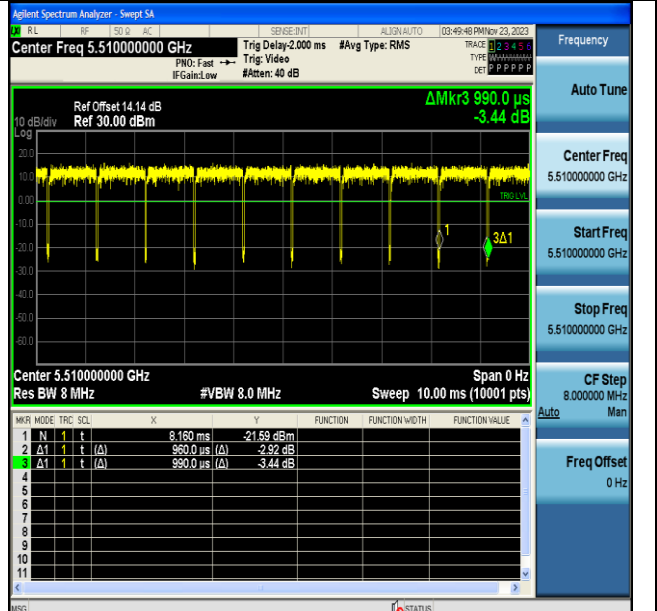 Agilent Spectrum Analyzer - Swept SA
RL RF 50 Ω AC SENSE:INT ALIGN AUTO 03:49:48 PM Nov 23, 2023
Center Freq 5.510000000 GHz Trig Delay-2.000 ms #Avg Type: RMS TRACE 1 2 3 4 5 6
PNO: Fast Trig: Video TYPE
IFGain:Low #Atten: 40 dB DET P P P P P P
Frequency
Auto Tune
Center Freq
5.510000000 GHz
Start Freq
5.510000000 GHz
Stop Freq
5.510000000 GHz
CF Step
8.000000 MHz
Auto Man
Freq Offset
0 Hz
ΔMkr3 990.0 µs
-3.44 dB
Ref Offset 14.14 dB
10 dB/div Ref 30.00 dBm
Log
20.0
10.0
0.00
-10.0
-20.0
-30.0
-40.0
-50.0
-60.0
TRIG LVL
1
3Δ1
Center 5.510000000 GHz Span 0 Hz
Res BW 8 MHz #VBW 8.0 MHz Sweep 10.00 ms (10001 pts)
MKR MODE TRC SCL X Y FUNCTION FUNCTION WIDTH FUNCTION VALUE
1 N 1 t 8.160 ms -21.59 dBm
2 Δ1 1 t (Δ) 960.0 µs (Δ) -2.92 dB
3 Δ1 1 t (Δ) 990.0 µs (Δ) -3.44 dB
4
5
6
7
8
9
10
11
MSG STATUS